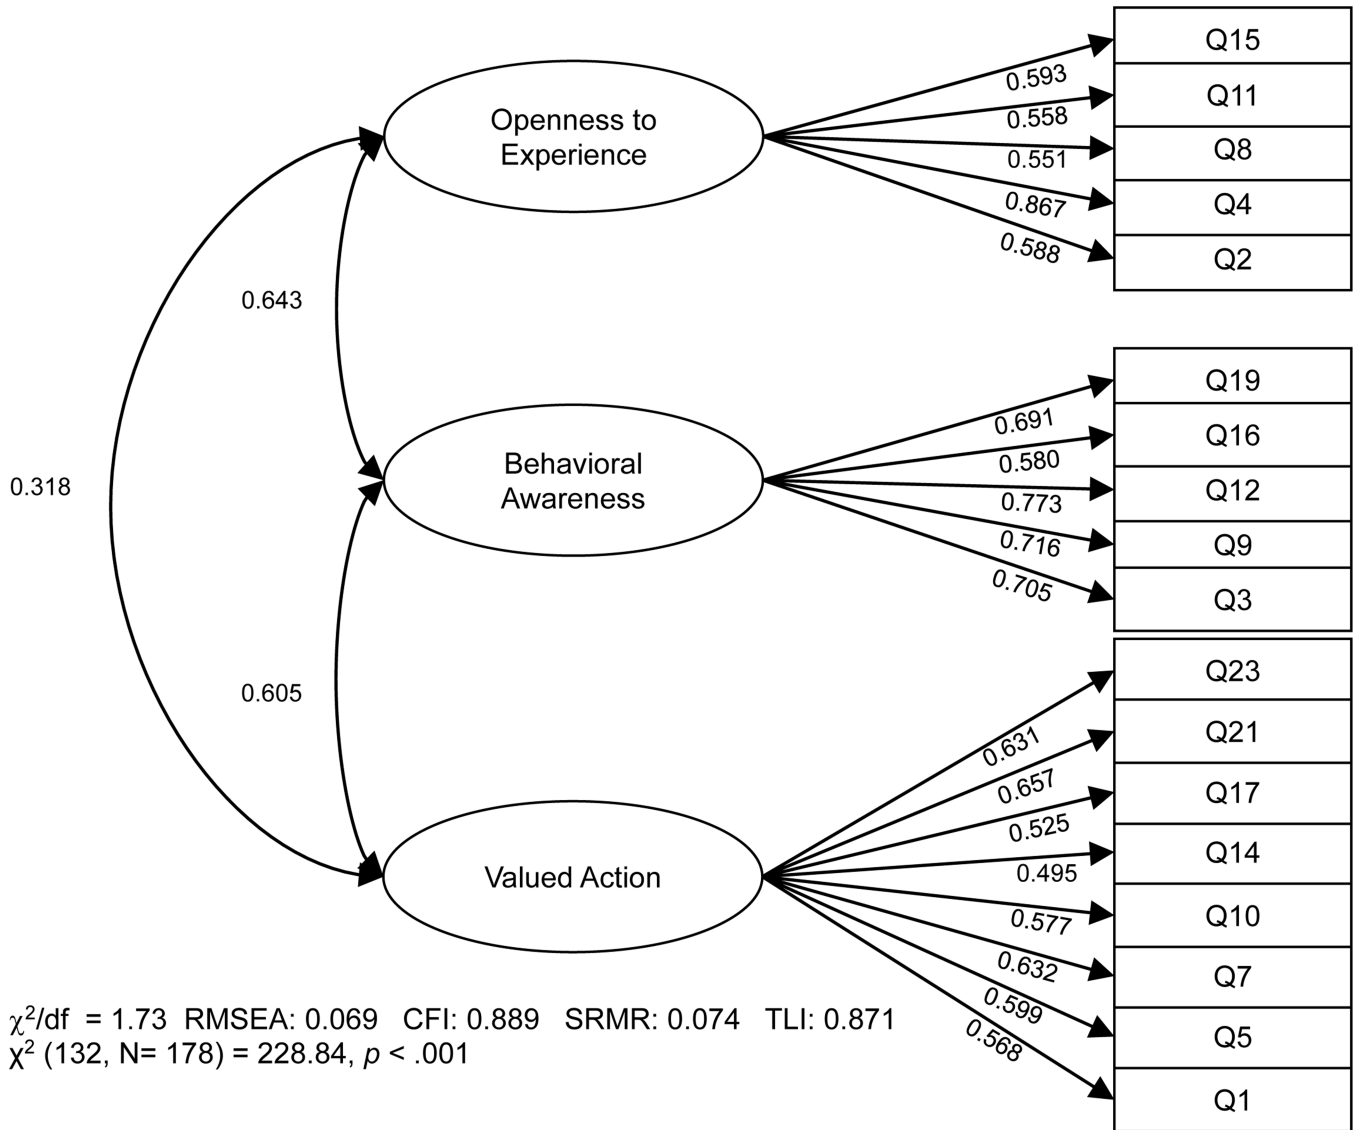 Openness to
Experience
0.593
0.558
0.551
0.867
0.588
Q15
Q11
Q8
Q4
Q2
0.643
0.318
Behavioral
Awareness
0.691
0.580
0.773
0.716
0.705
Q19
Q16
Q12
Q9
Q3
0.605
Valued Action
0.631
0.657
0.525
0.495
0.577
0.632
0.599
0.568
Q23
Q21
Q17
Q14
Q10
Q7
Q5
Q1
χ²/df = 1.73 RMSEA: 0.069 CFI: 0.889 SRMR: 0.074 TLI: 0.871
χ² (132, N= 178) = 228.84, p < .001